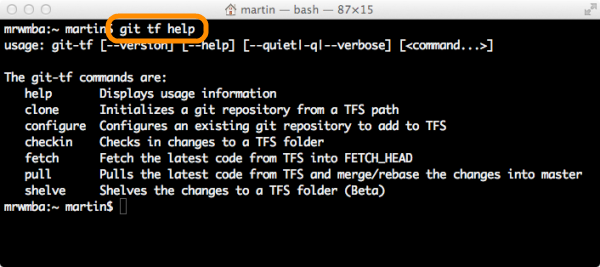 martin — bash — 87×15
mrwmba:~ martin$ git tf help
usage: git-tf [--version] [--help] [--quiet|-q|--verbose] [<command...>]
The git-tf commands are:
help Displays usage information
clone Initializes a git repository from a TFS path
configure Configures an existing git repository to add to TFS
checkin Checks in changes to a TFS folder
fetch Fetch the latest code from TFS into FETCH_HEAD
pull Pulls the latest code from TFS and merge/rebase the changes into master
shelve Shelves the changes to a TFS folder (Beta)
mrwmba:~ martin$